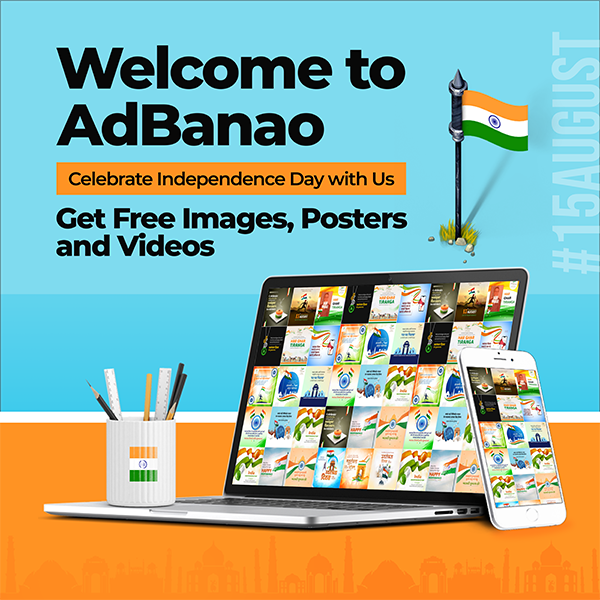 Welcome to
AdBanao
Celebrate Independence Day with Us
Get Free Images, Posters
and Videos
#15AUGUST